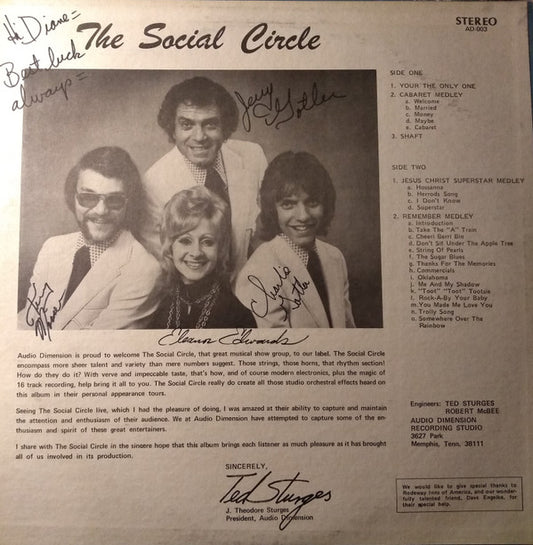 Hi Diane=
Best luck
always=
The Social Circle
STEREO
AD-003
Jerry
Charlie
Eleanor Edwards
SIDE ONE
1. YOUR THE ONLY ONE
2. CABARET MEDLEY
a. Welcome
b. Married
c. Money
d. Maybe
e. Cabaret
3. SHAFT
SIDE TWO
1. JESUS CHRIST SUPERSTAR MEDLEY
a. Hossanna
b. Herrods Song
c. I Don't Know
d. Superstar
2. REMEMBER MEDLEY
a. Introduction
b. Take The "A" Train
c. Cheeri Berri Bin
d. Don't Sit Under The Apple Tree
e. String Of Pearls
f. The Sugar Blues
g. Thanks For The Memories
h. Commercials
i. Oklahoma
j. Me And My Shadow
k. "Toot" "Toot" Tootsie
l. Rock-A-By Your Baby
m. You Made Me Love You
n. Trolly Song
o. Somewhere Over The
Rainbow
Audio Dimension is proud to welcome The Social Circle, that great musical show group, to our label. The Social Circle
encompass more sheer talent and variety than mere numbers suggest. Those strings, those horns, that rhythm section!
How do they do it? With verve and impeccable taste, that's how, and of course modern electronics, plus the magic of
16 track recording, help bring it all to you. The Social Circle really do create all those studio orchestral effects heard on
this album in their personal appearance tours.
Seeing The Social Circle live, which I had the pleasure of doing, I was amazed at their ability to capture and maintain
the attention and enthusiasm of their audience. We at Audio Dimension have attempted to capture some of the en-
thusiasm and spirit of these great entertainers.
I share with The Social Circle in the sincere hope that this album brings each listener as much pleasure as it has brought
all of us involved in its production.
SINCERELY,
Ted Sturges
J. Theodore Sturges
President, Audio Dimension
Engineers: TED STURGES
ROBERT McBEE
AUDIO DIMENSION
RECORDING STUDIO
3627 Park
Memphis, Tenn. 38111
We would like to give special thanks to
Rodeway Inns of America, and our wonder-
fully talented friend, Dave Engelke, for
their special help.